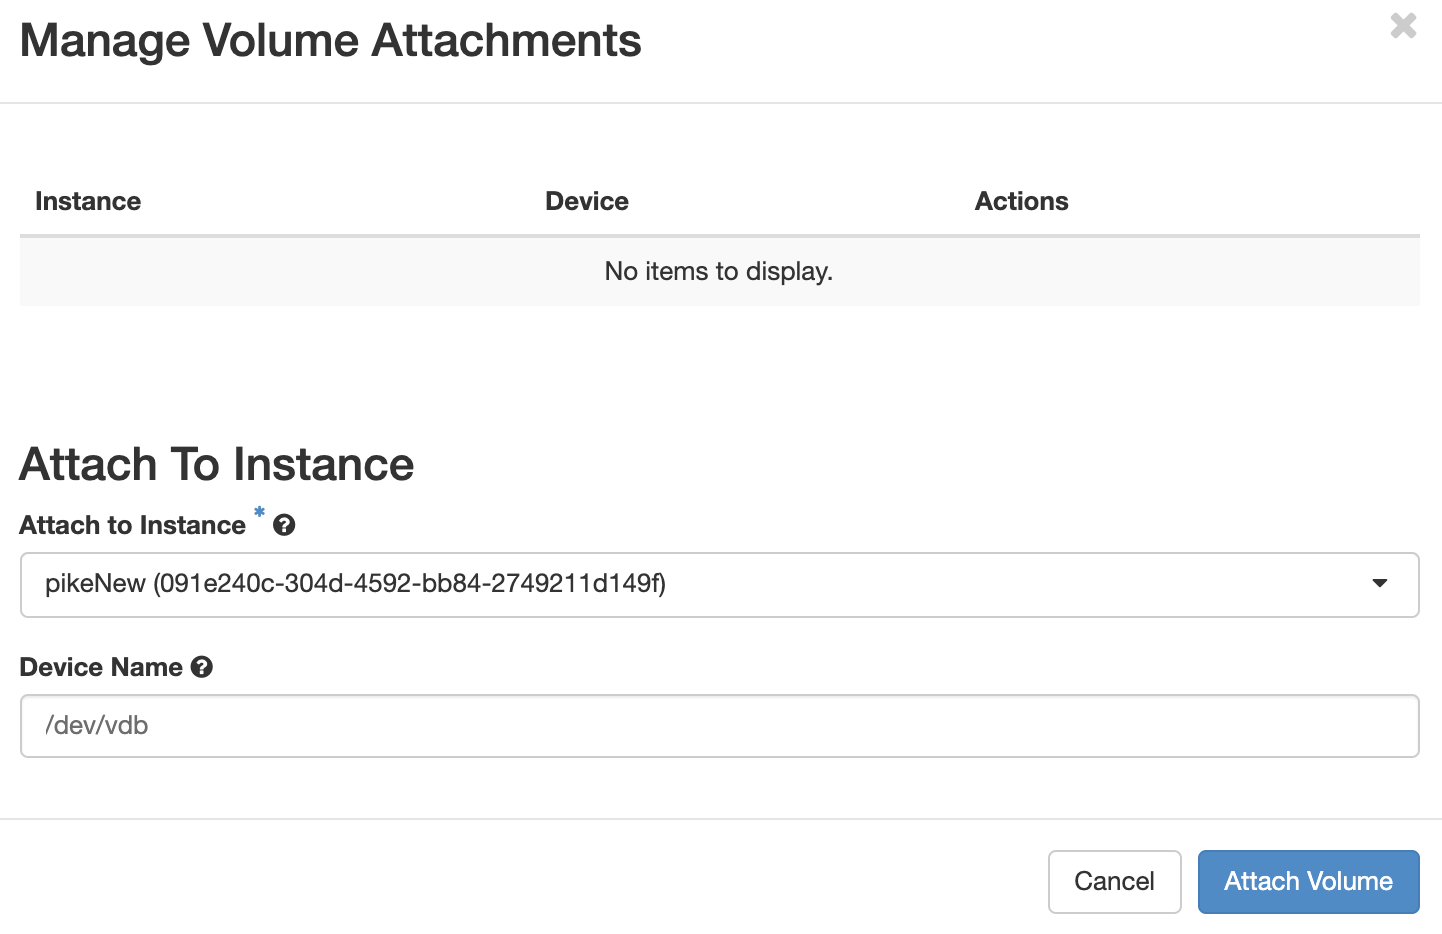 Manage Volume Attachments
Instance Device Actions
No items to display.
Attach To Instance
Attach to Instance *
pikeNew (091e240c-304d-4592-bb84-2749211d149f)
Device Name
/dev/vdb
Cancel Attach Volume